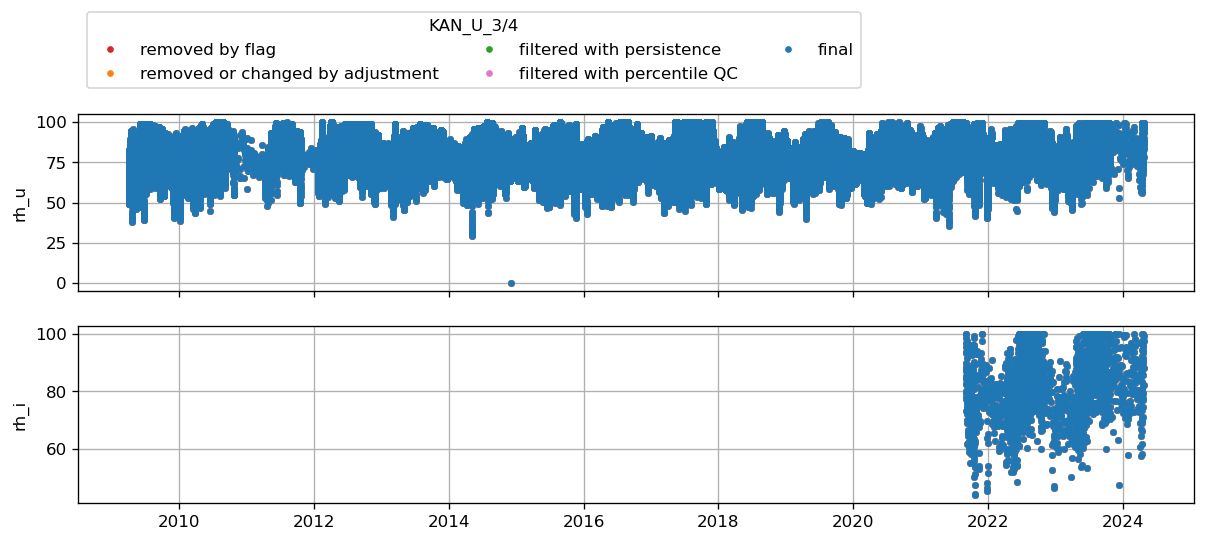 KAN_U_3/4
removed by flag
filtered with persistence
final
removed or changed by adjustment
filtered with percentile QC
100
75
50
25
0
rh_u
100
80
60
rh_i
2010 2012 2014 2016 2018 2020 2022 2024